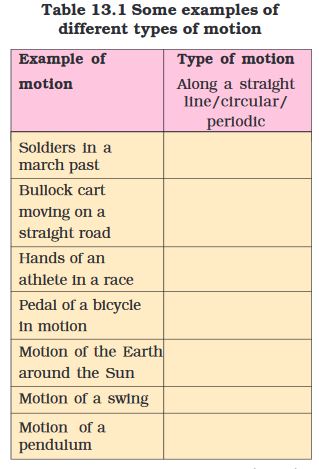 Table 13.1 Some examples of
different types of motion
Example of
motion
Type of motion
Along a straight
line/circular/
periodic
Soldiers in a
march past
Bullock cart
moving on a
straight road
Hands of an
athlete in a race
Pedal of a bicycle
in motion
Motion of the Earth
around the Sun
Motion of a swing
Motion of a
pendulum